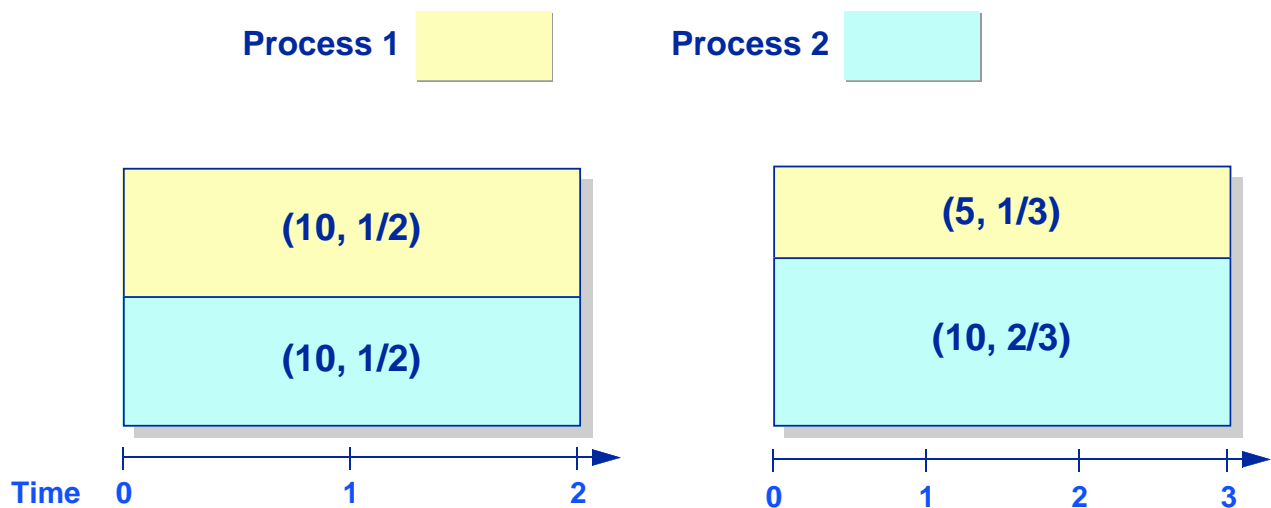 Process 1 Process 2
(10, 1/2) (5, 1/3)
(10, 1/2) (10, 2/3)
Time 0 1 2 0 1 2 3